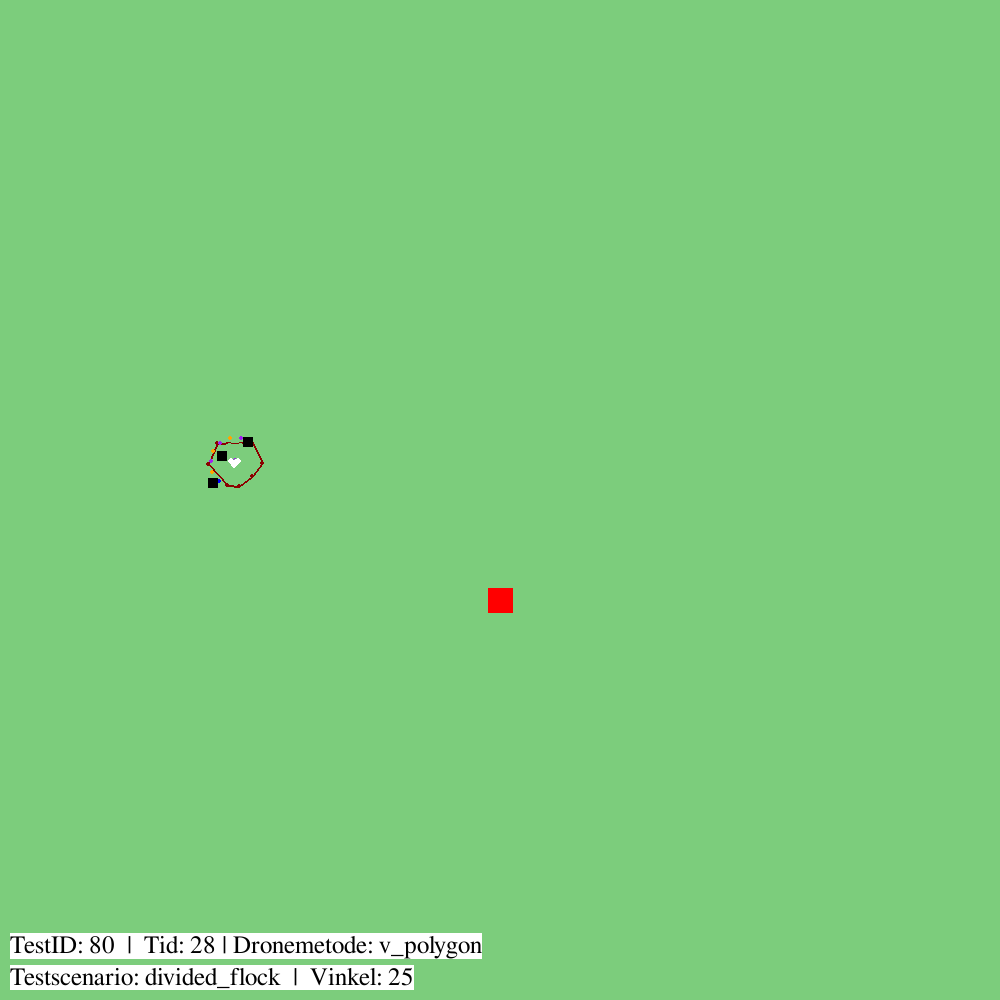 TestID: 80 | Tid: 28 | Dronemetode: v_polygon
Testscenario: divided_flock | Vinkel: 25